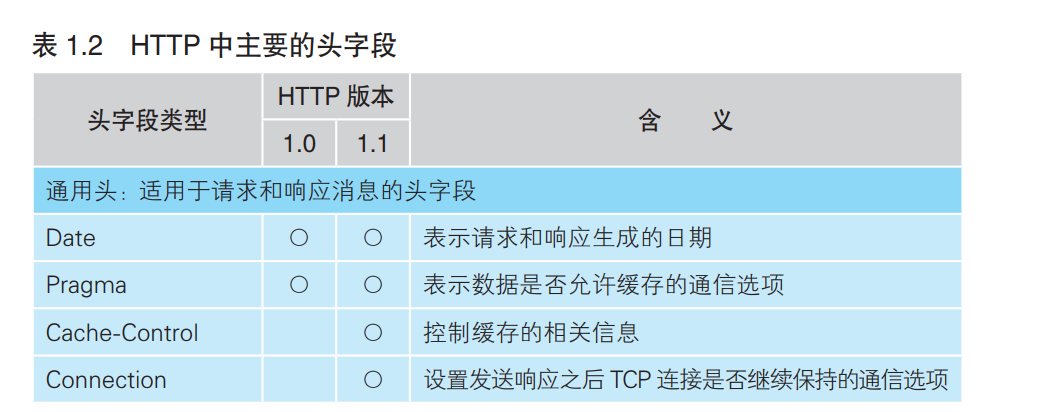 表 1.2 HTTP 中主要的头字段
头字段类型 HTTP 版本 含 义
1.0 1.1
通用头：适用于请求和响应消息的头字段
Date ○ ○ 表示请求和响应生成的日期
Pragma ○ ○ 表示数据是否允许缓存的通信选项
Cache-Control ○ 控制缓存的相关信息
Connection ○ 设置发送响应之后 TCP 连接是否继续保持的通信选项